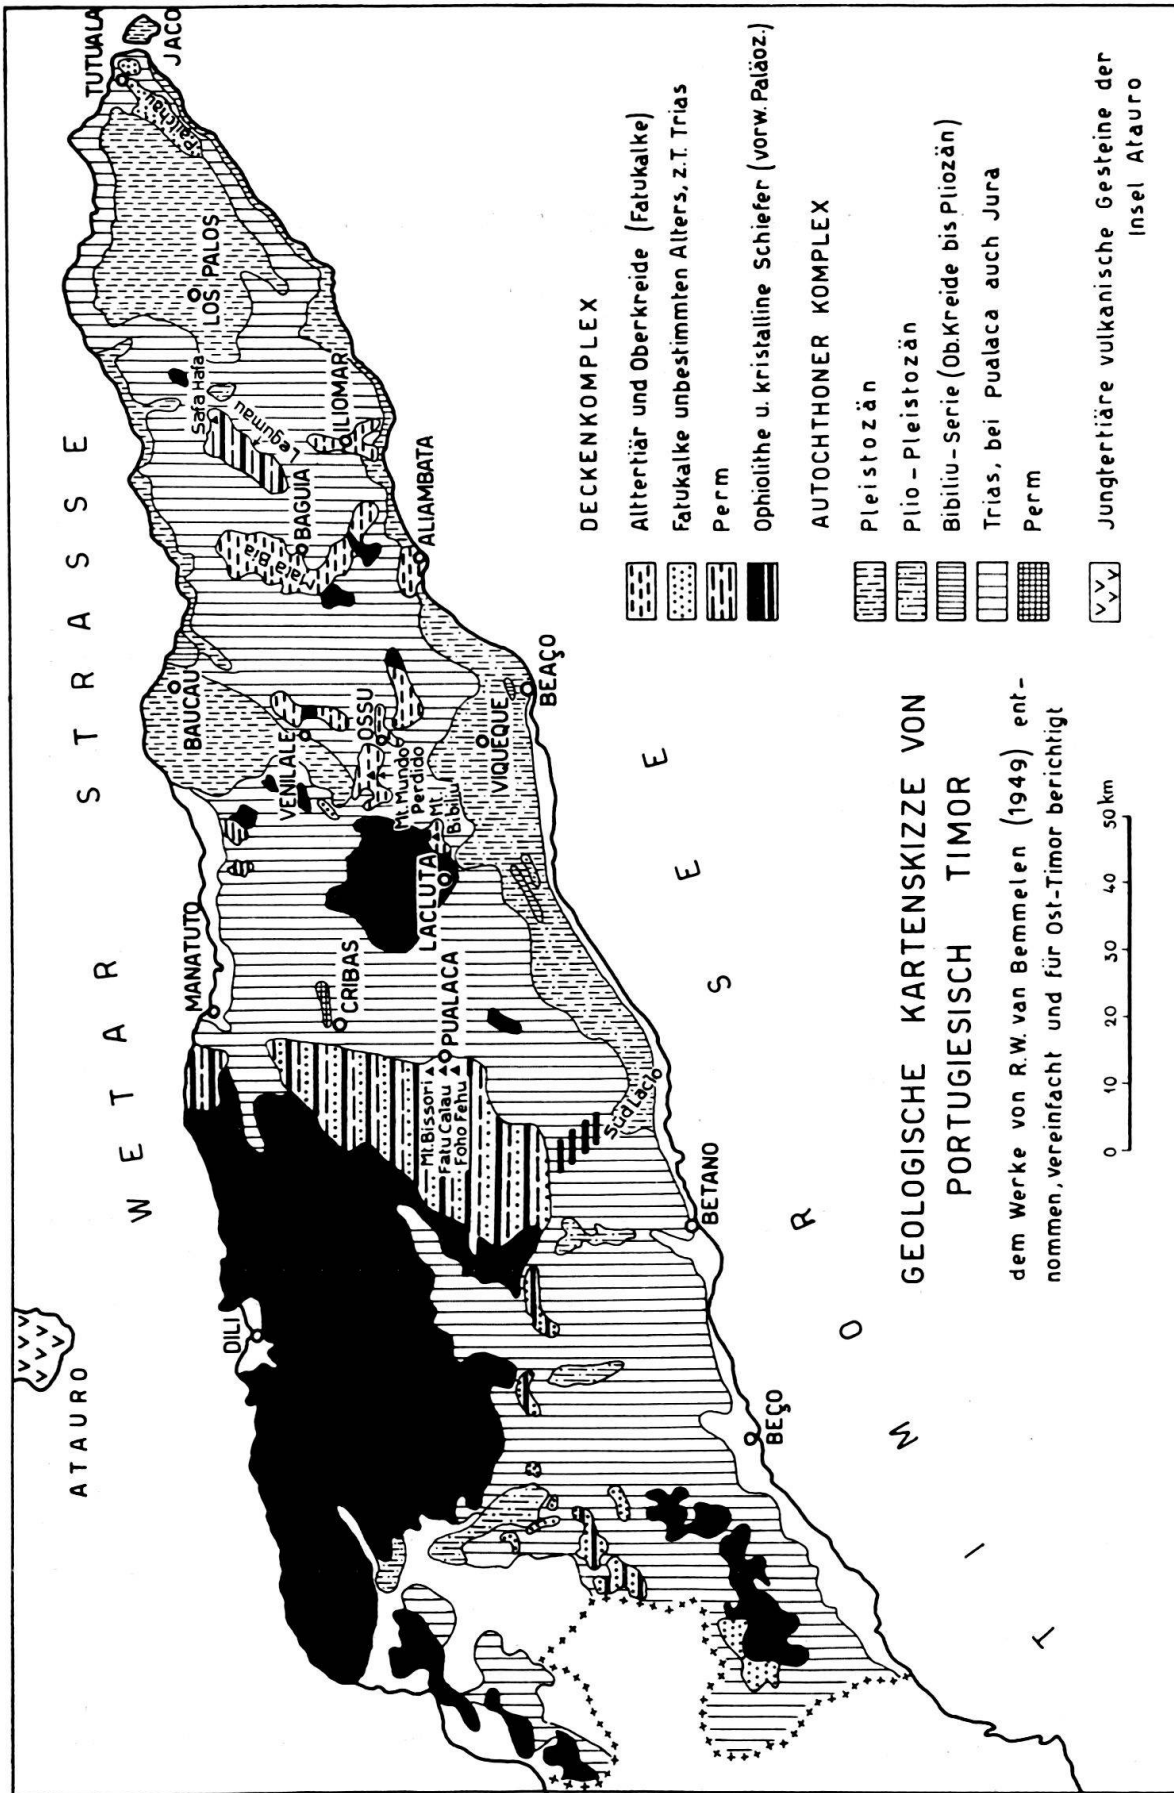 WETAR STRASSE
ATAURO
DILI
MANATUTO
BAUCAU
LOS PALOS
TUTUALA
JACO
Paitchau
Safa Hafa
Legumau
ILIOMAR
BAGUIA
Mata Bia
ALIAMBATA
VENILALE
OSSU
Mt. Mundo
Perdido
Mt.
Bibiliu
VIQUEQUE
BEAÇO
LACLUTA
CRIBAS
PUALACA
Mt. Bissori
Fatu Calau
Foho Fehu
Süd Laclo
BETANO
BEÇO
TIMORSEE
GEOLOGISCHE KARTENSKIZZE VON
PORTUGIESISCH TIMOR
dem Werke von R.W. van Bemmelen (1949) ent-
nommen, vereinfacht und für Ost-Timor berichtigt
0 10 20 30 40 50 km
DECKENKOMPLEX
Alttertiär und Oberkreide (Fatukalke)
Fatukalke unbestimmten Alters, z.T. Trias
Perm
Ophiolithe u. kristalline Schiefer (vorw. Paläoz.)
AUTOCHTHONER KOMPLEX
Pleistozän
Plio-Pleistozän
Bibiliu-Serie (Ob.Kreide bis Pliozän)
Trias, bei Pualaca auch Jura
Perm
Jungtertiäre vulkanische Gesteine der
Insel Atauro